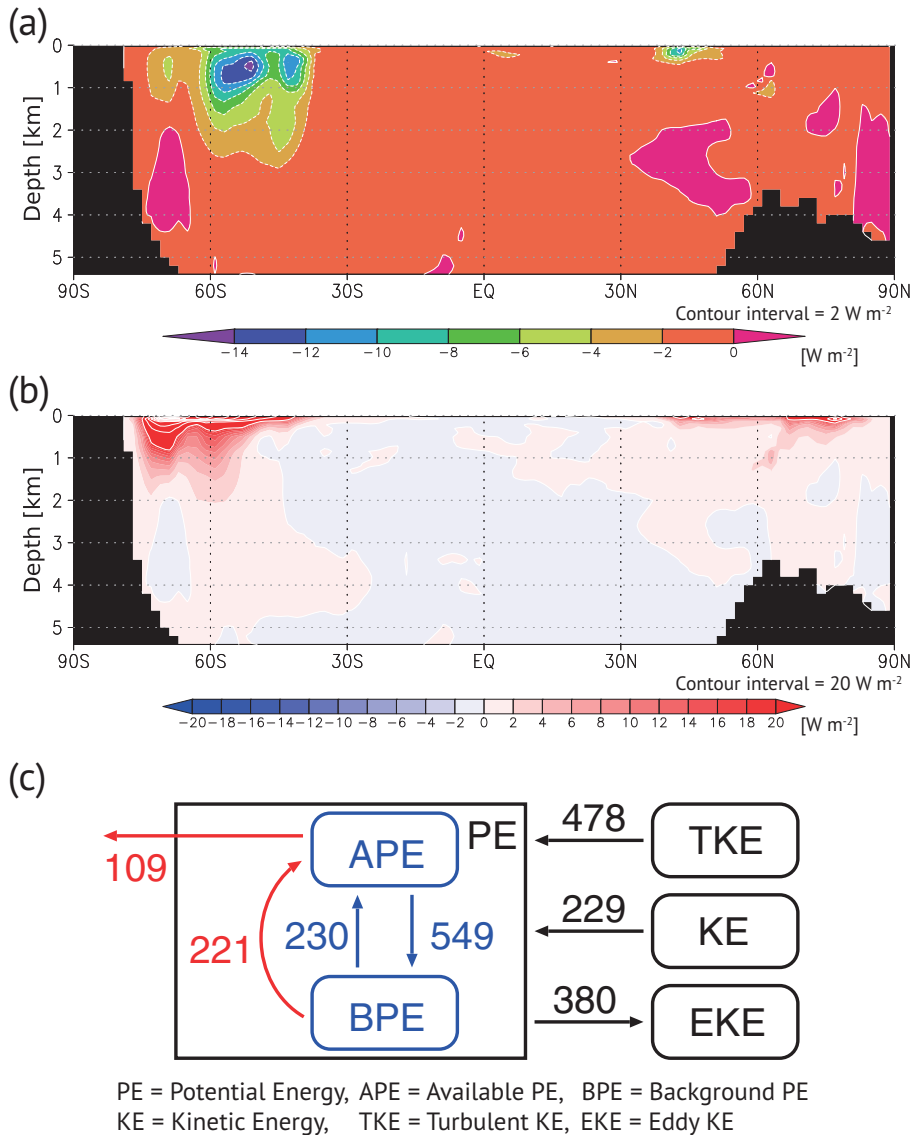 (a)
0
1
2
3
4
5
Depth [km]
90S 60S 30S EQ 30N 60N 90N
Contour interval = 2 W m⁻²
−14 −12 −10 −8 −6 −4 −2 0
[W m⁻²]
(b)
0
1
2
3
4
5
Depth [km]
90S 60S 30S EQ 30N 60N 90N
Contour interval = 20 W m⁻²
−20 −18 −16 −14 −12 −10 −8 −6 −4 −2 0 2 4 6 8 10 12 14 16 18 20
[W m⁻²]
(c)
APE PE 478 TKE
109
221 230 549 229 KE
BPE 380 EKE
PE = Potential Energy, APE = Available PE, BPE = Background PE
KE = Kinetic Energy, TKE = Turbulent KE, EKE = Eddy KE